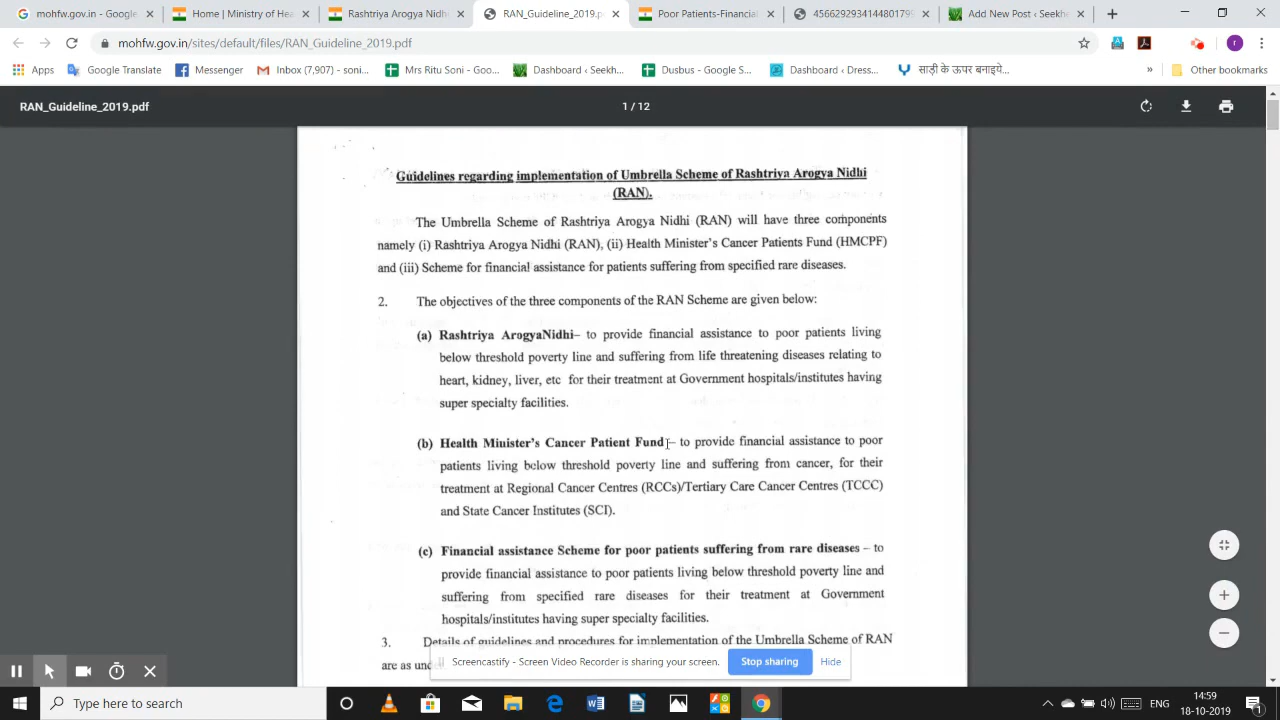 mohfw.gov.in/ - Google Search
Home | Ministry of Hea
Rashtriya Arogya Nidhi
RAN_Guideline_2019.pdf
Poor Patients-Financial
4566292934144801795
Add New Post ‹ Seekhe
mohfw.gov.in/sites/default/files/RAN_Guideline_2019.pdf
Apps
Google Translate
Messenger
Inbox (7,907) - soni...
Mrs Ritu Soni - Goo...
Dashboard ‹ Seekh...
Dusbus - Google S...
Dashboard ‹ Dress...
साड़ी के ऊपर बनाइये...
»
Other bookmarks
RAN_Guideline_2019.pdf
1 / 12
Guidelines regarding implementation of Umbrella Scheme of Rashtriya Arogya Nidhi
(RAN).
The Umbrella Scheme of Rashtriya Arogya Nidhi (RAN) will have three components
namely (i) Rashtriya Arogya Nidhi (RAN), (ii) Health Minister's Cancer Patients Fund (HMCPF)
and (iii) Scheme for financial assistance for patients suffering from specified rare diseases.
2. The objectives of the three components of the RAN Scheme are given below:
(a) Rashtriya ArogyaNidhi– to provide financial assistance to poor patients living
below threshold poverty line and suffering from life threatening diseases relating to
heart, kidney, liver, etc for their treatment at Government hospitals/institutes having
super specialty facilities.
(b) Health Minister's Cancer Patient Fund – to provide financial assistance to poor
patients living below threshold poverty line and suffering from cancer, for their
treatment at Regional Cancer Centres (RCCs)/Tertiary Care Cancer Centres (TCCC)
and State Cancer Institutes (SCI).
(c) Financial assistance Scheme for poor patients suffering from rare diseases – to
provide financial assistance to poor patients living below threshold poverty line and
suffering from specified rare diseases for their treatment at Government
hospitals/institutes having super specialty facilities.
3. Details of guidelines and procedures for implementation of the Umbrella Scheme of RAN
are as und
Screencastify - Screen Video Recorder is sharing your screen.
Stop sharing
Hide
Type here to search
ENG
14:59
18-10-2019
1